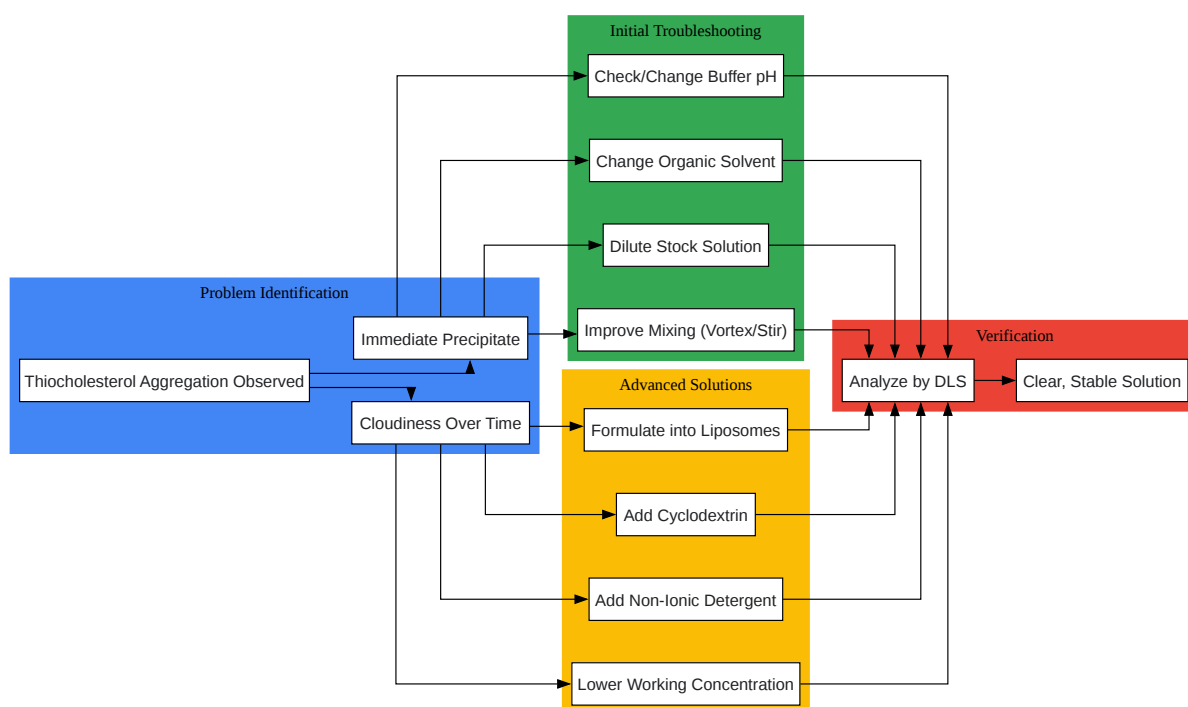 Initial Troubleshooting
Check/Change Buffer pH
Change Organic Solvent
Dilute Stock Solution
Improve Mixing (Vortex/Stir)
Problem Identification
Immediate Precipitate
Thiocholesterol Aggregation Observed
Cloudiness Over Time
Advanced Solutions
Formulate into Liposomes
Add Cyclodextrin
Add Non-Ionic Detergent
Lower Working Concentration
Verification
Analyze by DLS
Clear, Stable Solution